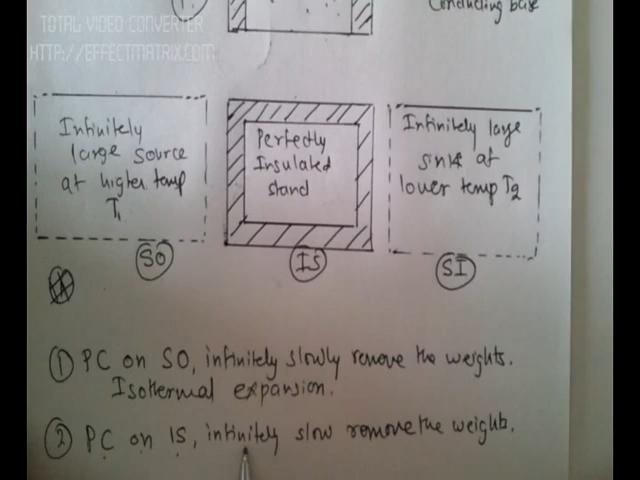 TOTAL VIDEO CONVERTER
HTTP://EFFECTMATRIX.COM
Conducting base
Infinitely
large source
at higher temp
T1
Perfectly
Insulated
stand
Infinitely large
sink at
lower temp T2
SO
IS
SI
① PC on SO, infinitely slowly remove the weights.
Isothermal expansion.
② PC on IS, infinitely slow remove the weights.